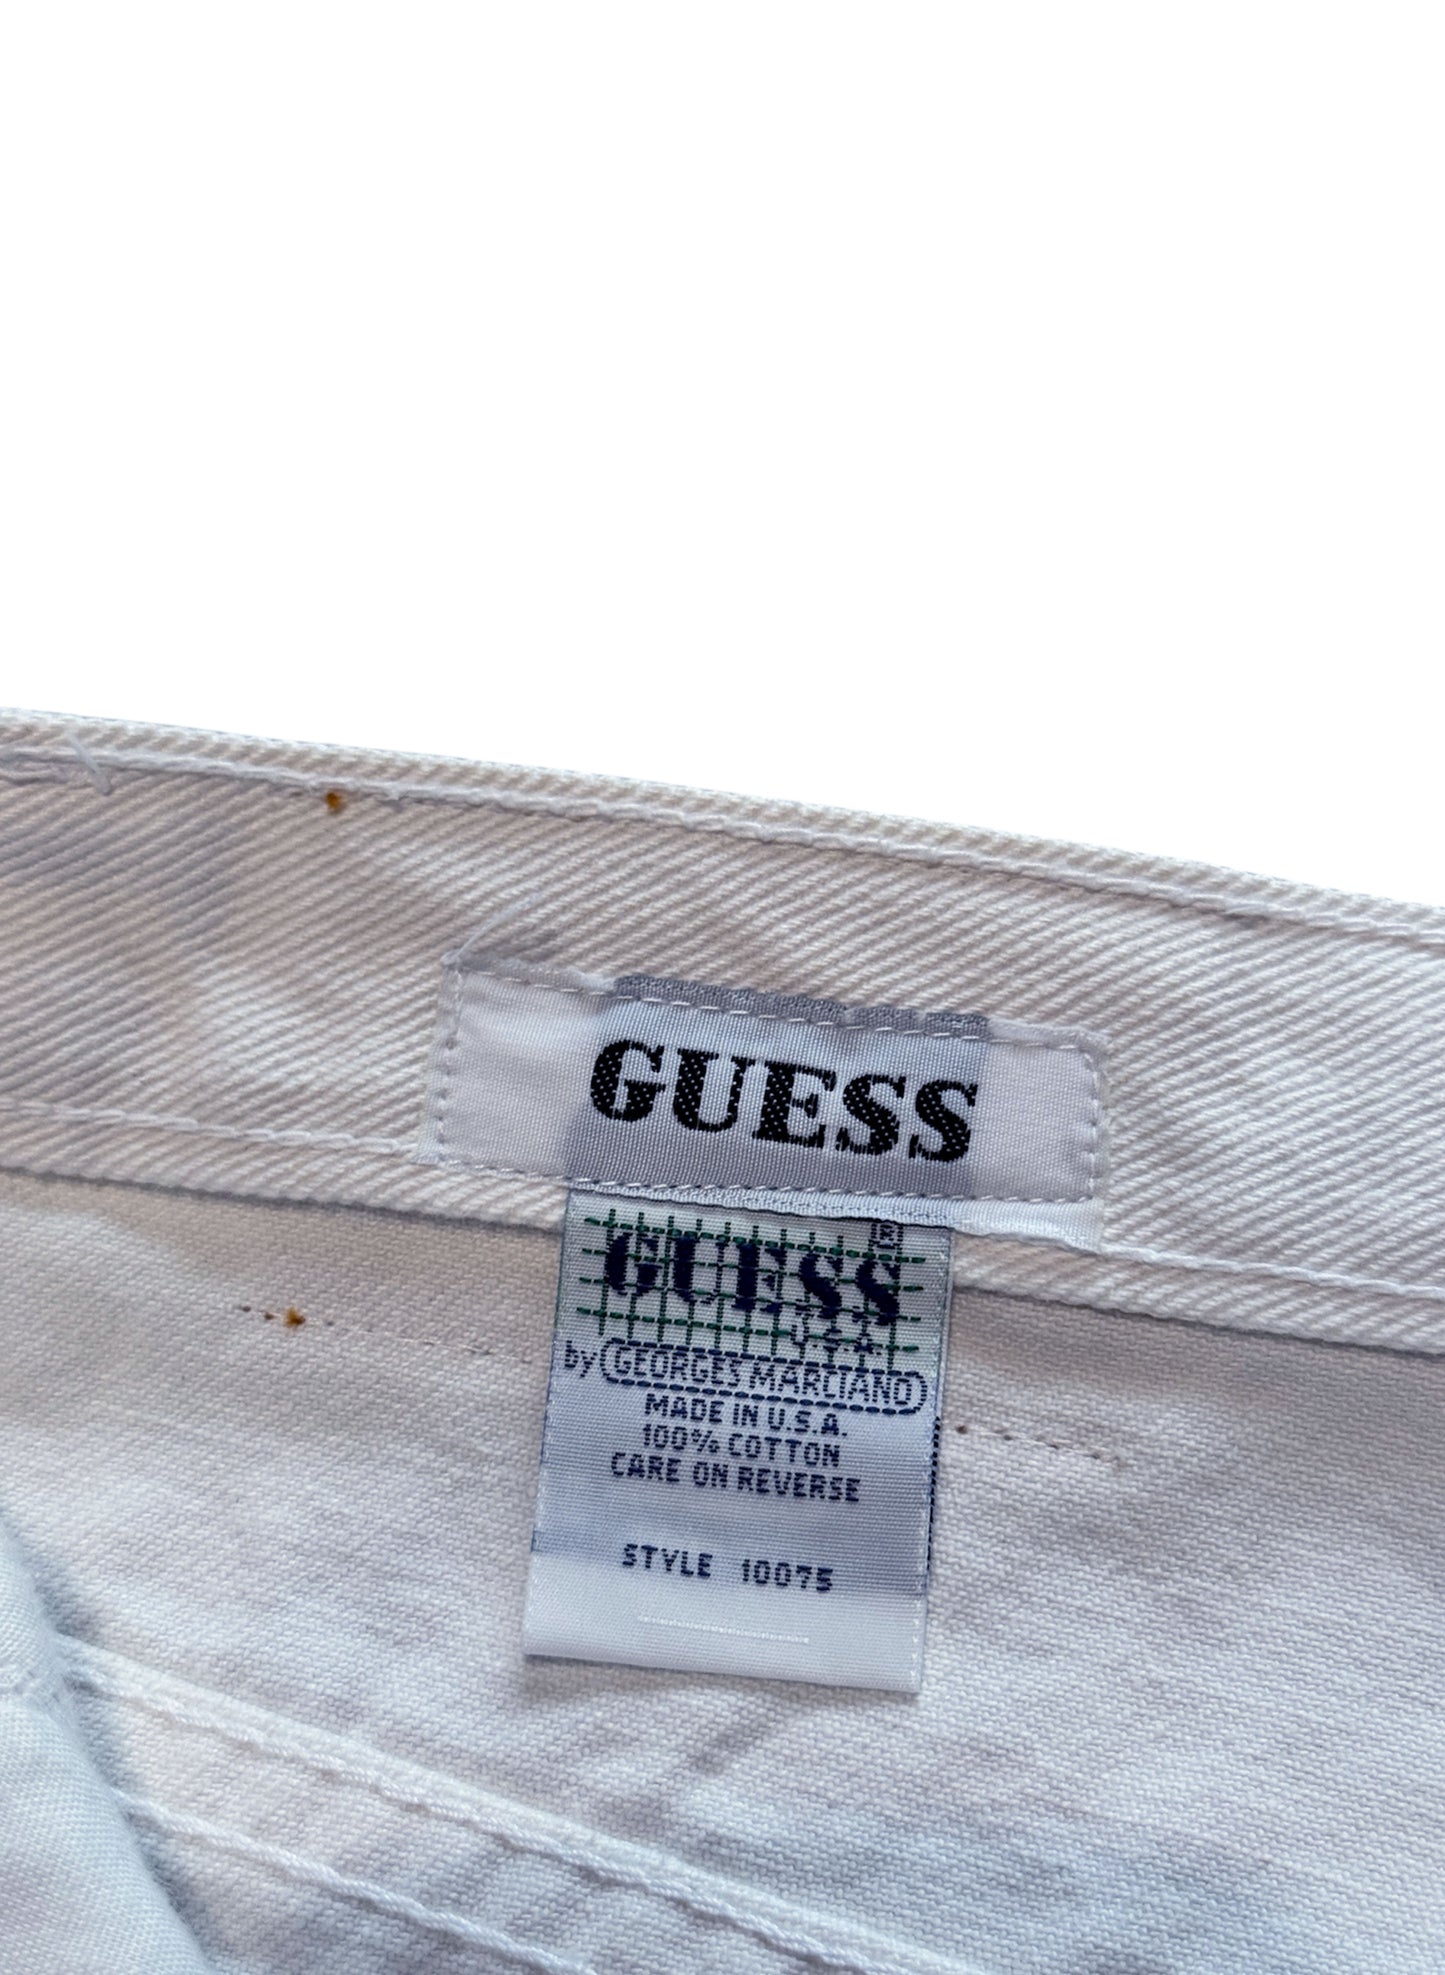 GUESS
GUESS ®
U.S.A.
by GEORGES MARCIANO
MADE IN U.S.A.
100% COTTON
CARE ON REVERSE
STYLE 10075